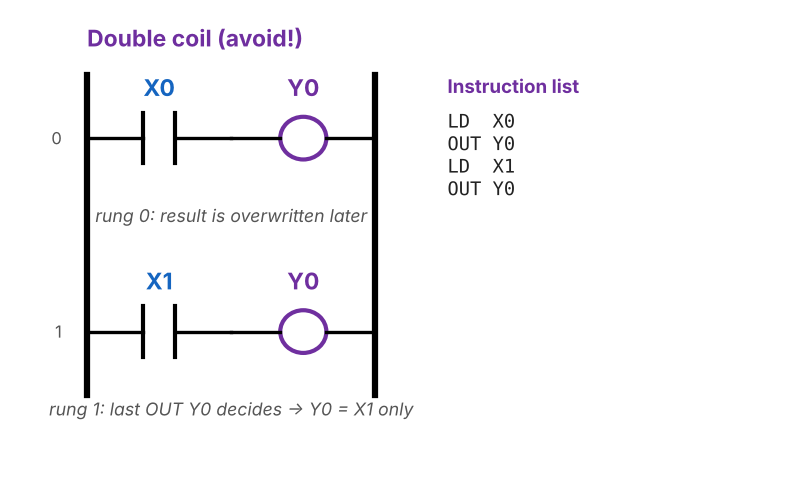 Double coil (avoid!)
X0 Y0
0
rung 0: result is overwritten later
X1 Y0
1
rung 1: last OUT Y0 decides → Y0 = X1 only
Instruction list
LD  X0
OUT Y0
LD  X1
OUT Y0